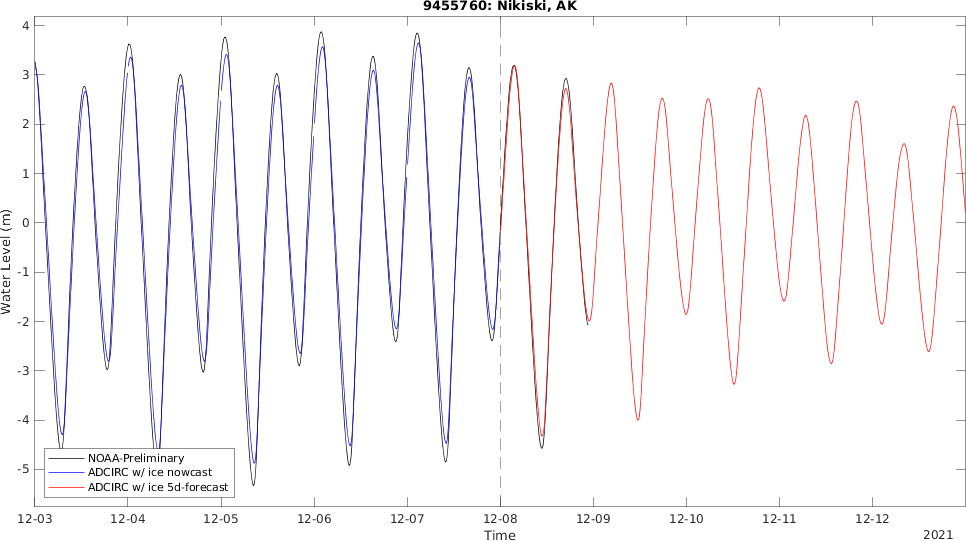 9455760: Nikiski, AK
4
3
2
1
0
-1
-2
-3
-4
-5
Water Level (m)
NOAA-Preliminary
ADCIRC w/ ice nowcast
ADCIRC w/ ice 5d-forecast
12-03 12-04 12-05 12-06 12-07 12-08 12-09 12-10 12-11 12-12
Time
2021